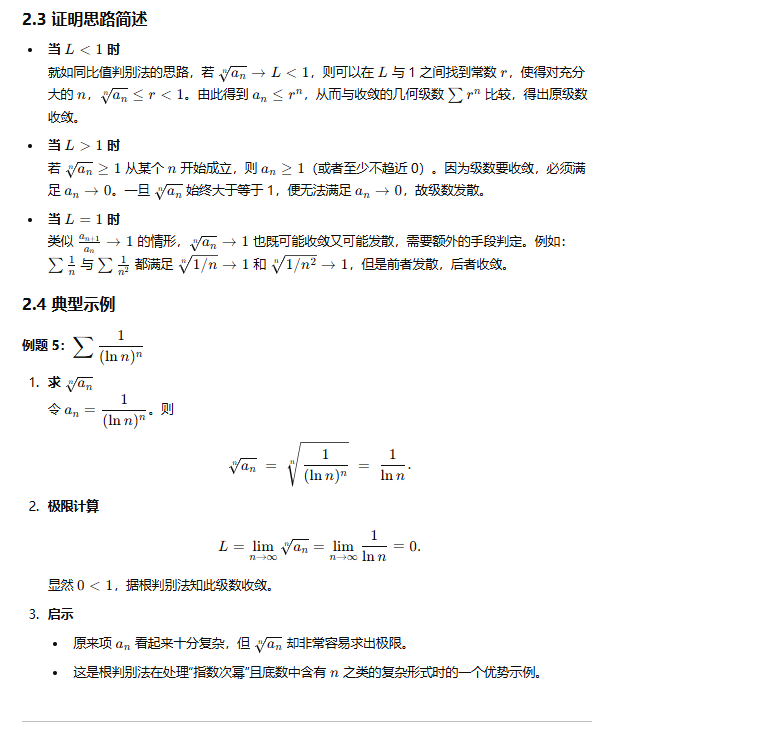 2.3 证明思路简述
• 当 L < 1 时
就如同比值判别法的思路，若 ⁿ√aₙ → L < 1，则可以在 L 与 1 之间找到常数 r，使得对充分
大的 n，ⁿ√aₙ ≤ r < 1。由此得到 aₙ ≤ rⁿ，从而与收敛的几何级数 ∑ rⁿ 比较，得出原级数
收敛。
• 当 L > 1 时
若 ⁿ√aₙ ≥ 1 从某个 n 开始成立，则 aₙ ≥ 1（或者至少不趋近 0）。因为级数要收敛，必须满
足 aₙ → 0。一旦 ⁿ√aₙ 始终大于等于 1，便无法满足 aₙ → 0，故级数发散。
• 当 L = 1 时
类似 aₙ₊₁/aₙ → 1 的情形，ⁿ√aₙ → 1 也既可能收敛又可能发散，需要额外的手段判定。例如：
∑ 1/n 与 ∑ 1/n² 都满足 ⁿ√(1/n) → 1 和 ⁿ√(1/n²) → 1，但是前者发散，后者收敛。
2.4 典型示例
例题 5：∑ 1/(ln n)ⁿ
1. 求 ⁿ√aₙ
令 aₙ = 1/(ln n)ⁿ。则
ⁿ√aₙ = ⁿ√(1/(ln n)ⁿ) = 1/ln n.
2. 极限计算
L = lim n→∞ ⁿ√aₙ = lim n→∞ 1/ln n = 0.
显然 0 < 1，据根判别法知此级数收敛。
3. 启示
• 原来项 aₙ 看起来十分复杂，但 ⁿ√aₙ 却非常容易求出极限。
• 这是根判别法在处理“指数次幂”且底数中含有 n 之类的复杂形式时的一个优势示例。